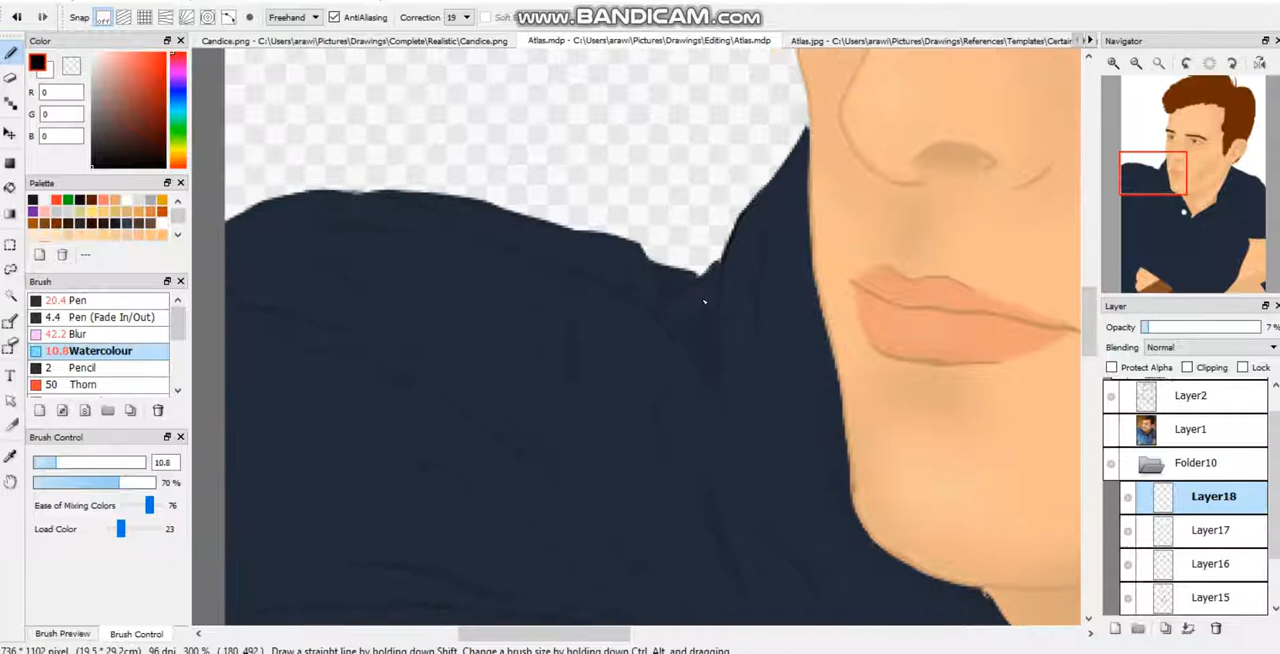 Snap off Freehand AntiAliasing Correction 19 Soft www.BANDICAM.com
Color
Candice.png - C:\Users\arawi\Pictures\Drawings\Complete\Realistic\Candice.png
Atlas.mdp - C:\Users\arawi\Pictures\Drawings\Editing\Atlas.mdp
Atlas.jpg - C:\Users\arawi\Pictures\Drawings\References\Templates\Certain
Navigator
R 0
G 0
B 0
Palette
---
Brush
20.4 Pen
4.4 Pen (Fade In/Out)
42.2 Blur
10.8 Watercolour
2 Pencil
50 Thorn
Brush Control
10.8
70 %
Ease of Mixing Colors 76
Load Color 23
Brush Preview Brush Control
Layer
Opacity 7 %
Blending Normal
Protect Alpha Clipping Lock
Layer2
Layer1
Folder10
Layer18
Layer17
Layer16
Layer15
T
736 * 1102 pixel (19.5 * 29.2cm) 96 dpi 300 % ( 180, 492 ) Draw a straight line by holding down Shift, Change a brush size by holding down Ctrl, Alt, and dragging